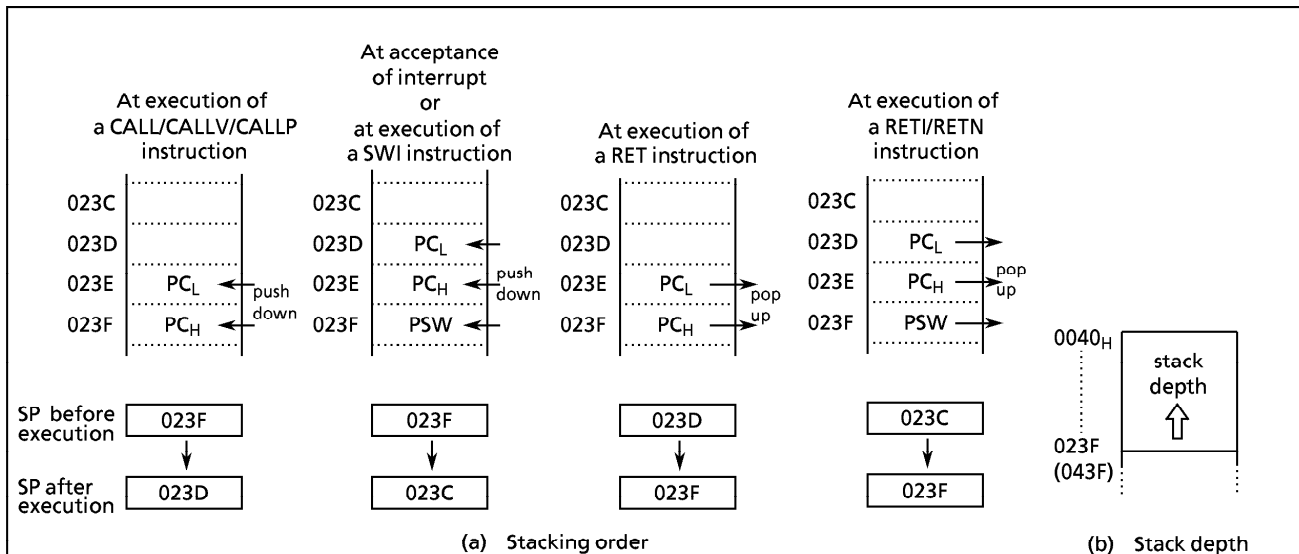 At execution of
a CALL/CALLV/CALLP
instruction
023C
023D
023E PCL
023F PCH
push
down
At acceptance
of interrupt
or
at execution of
a SWI instruction
023C
023D PCL
023E PCH
023F PSW
push
down
At execution of
a RET instruction
023C
023D
023E PCL
023F PCH
pop
up
At execution of
a RETI/RETN
instruction
023C
023D PCL
023E PCH
023F PSW
pop
up
SP before
execution
023F 023F 023D 023C
SP after
execution
023D 023C 023F 023F
(a) Stacking order
0040H
stack
depth
023F
(043F)
(b) Stack depth